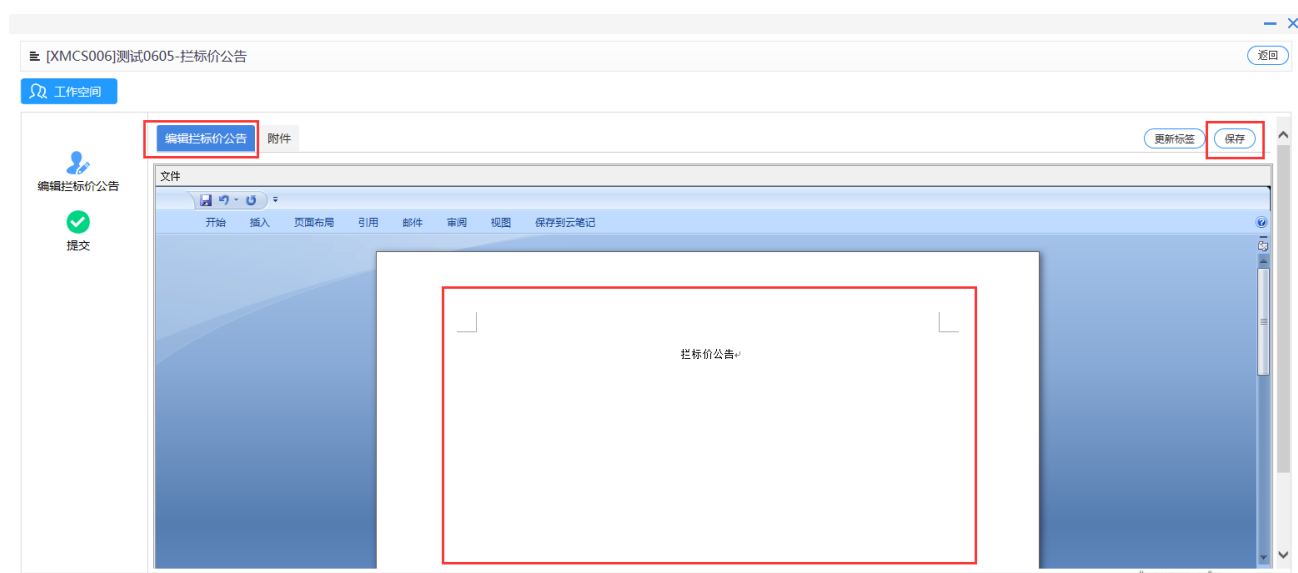 [XMCS006]测试0605-拦标价公告
返回
工作空间
编辑拦标价公告 附件 更新标签 保存
编辑拦标价公告
提交
文件
开始 插入 页面布局 引用 邮件 审阅 视图 保存到云笔记
拦标价公告